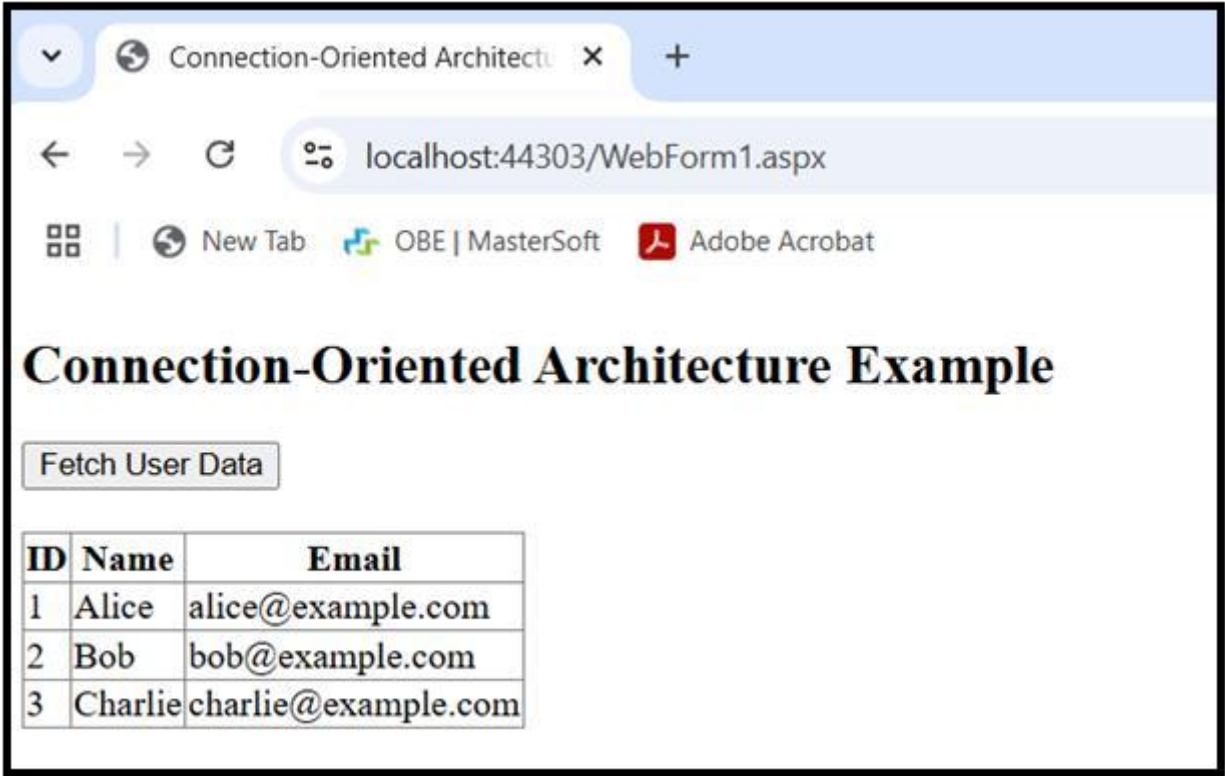 Connection-Oriented Architectu
localhost:44303/WebForm1.aspx
New Tab OBE | MasterSoft Adobe Acrobat
Connection-Oriented Architecture Example
Fetch User Data
ID Name Email
1 Alice alice@example.com
2 Bob bob@example.com
3 Charlie charlie@example.com